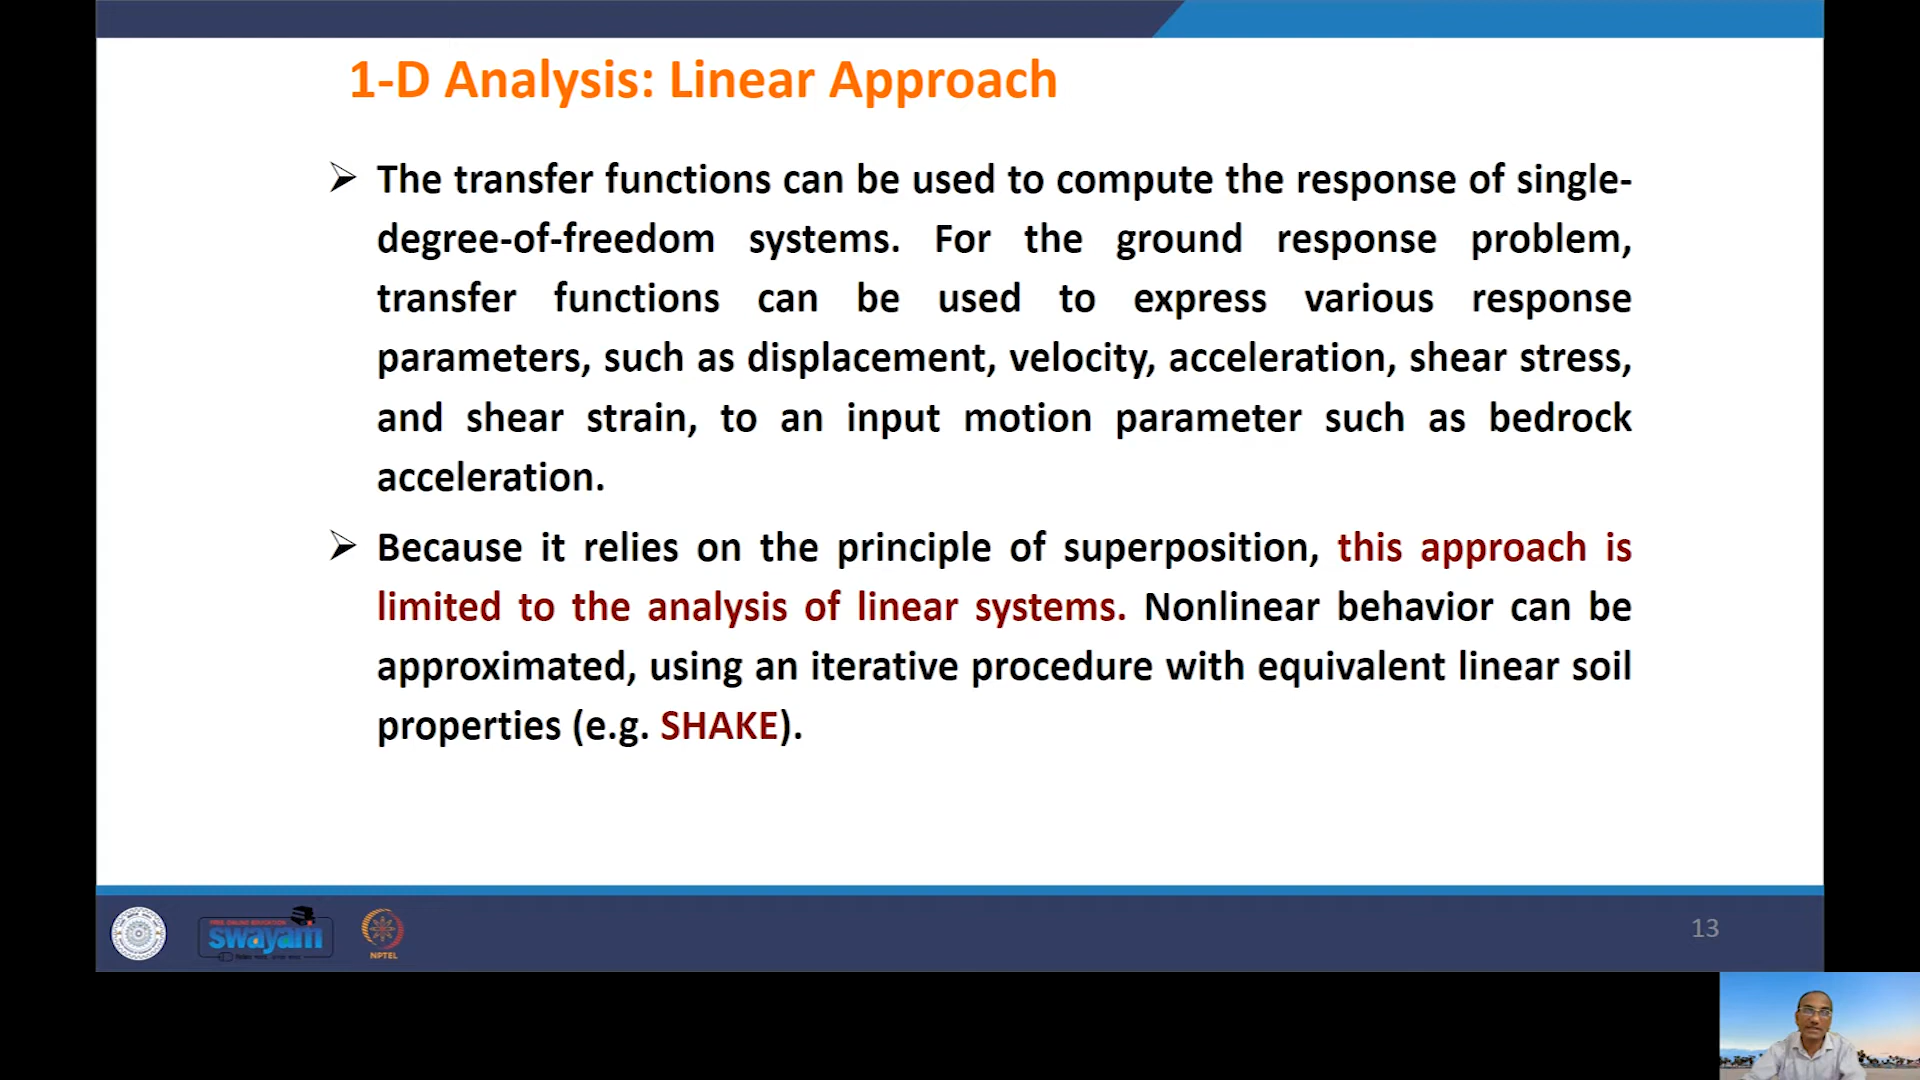 1-D Analysis: Linear Approach
The transfer functions can be used to compute the response of single-
degree-of-freedom systems. For the ground response problem,
transfer functions can be used to express various response
parameters, such as displacement, velocity, acceleration, shear stress,
and shear strain, to an input motion parameter such as bedrock
acceleration.
Because it relies on the principle of superposition, this approach is
limited to the analysis of linear systems. Nonlinear behavior can be
approximated, using an iterative procedure with equivalent linear soil
properties (e.g. SHAKE).
FREE ONLINE EDUCATION
swayam
NPTEL
13